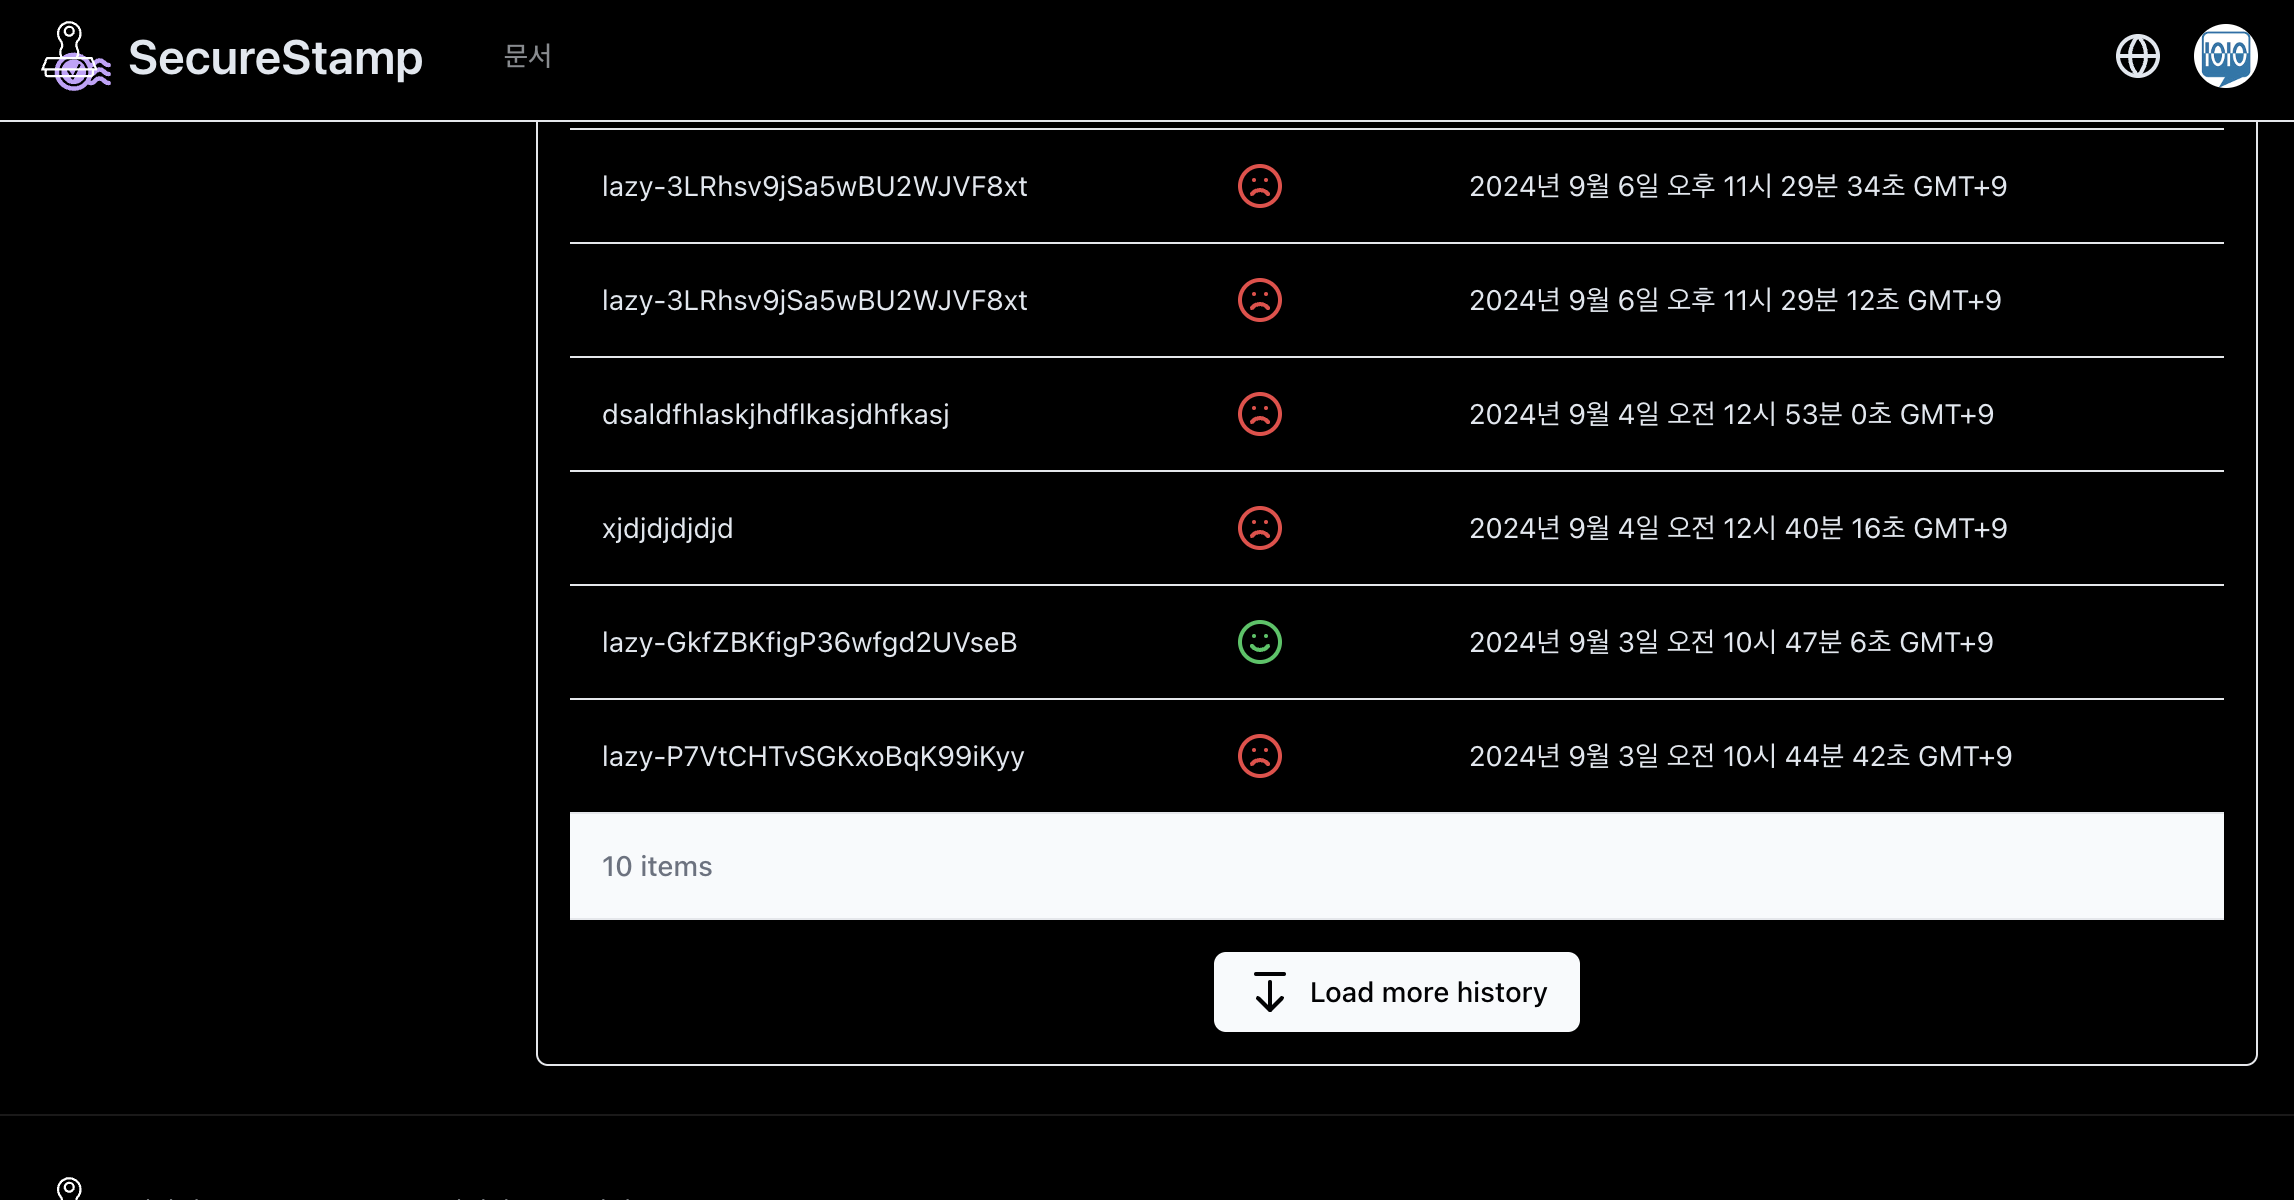 SecureStamp 문서
IOIO
lazy-3LRhsv9jSa5wBU2WJVF8xt 2024년 9월 6일 오후 11시 29분 34초 GMT+9
lazy-3LRhsv9jSa5wBU2WJVF8xt 2024년 9월 6일 오후 11시 29분 12초 GMT+9
dsaldfhlaskjhdflkasjdhfkasj 2024년 9월 4일 오전 12시 53분 0초 GMT+9
xjdjdjdjdjd 2024년 9월 4일 오전 12시 40분 16초 GMT+9
lazy-GkfZBKfigP36wfgd2UVseB 2024년 9월 3일 오전 10시 47분 6초 GMT+9
lazy-P7VtCHTvSGKxoBqK99iKyy 2024년 9월 3일 오전 10시 44분 42초 GMT+9
10 items
Load more history